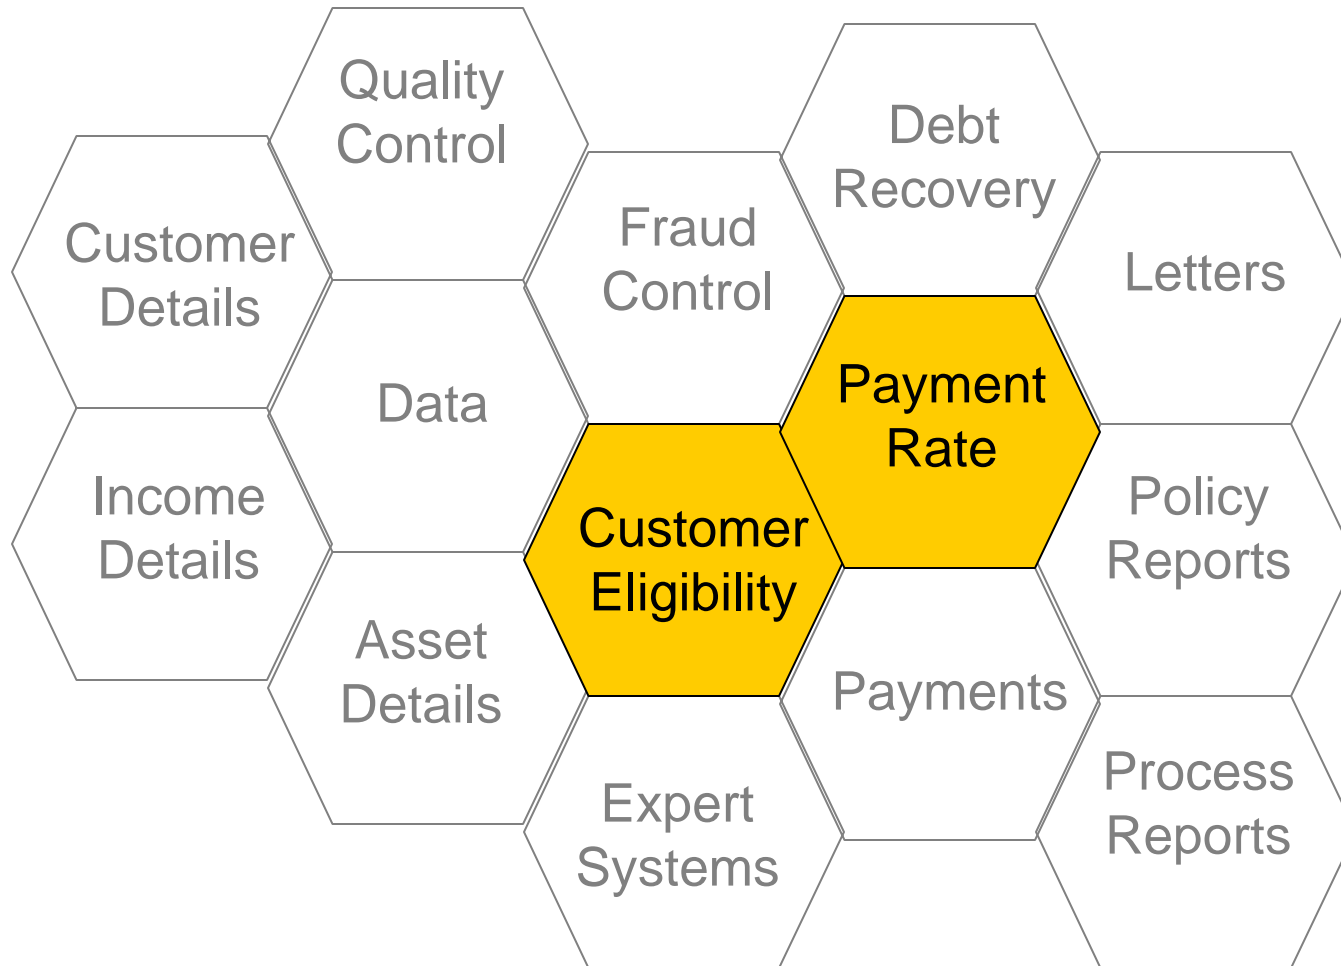 Quality
Control
Debt
Recovery
Customer
Details
Fraud
Control
Letters
Data
Payment
Rate
Income
Details
Customer
Eligibility
Policy
Reports
Asset
Details
Payments
Expert
Systems
Process
Reports